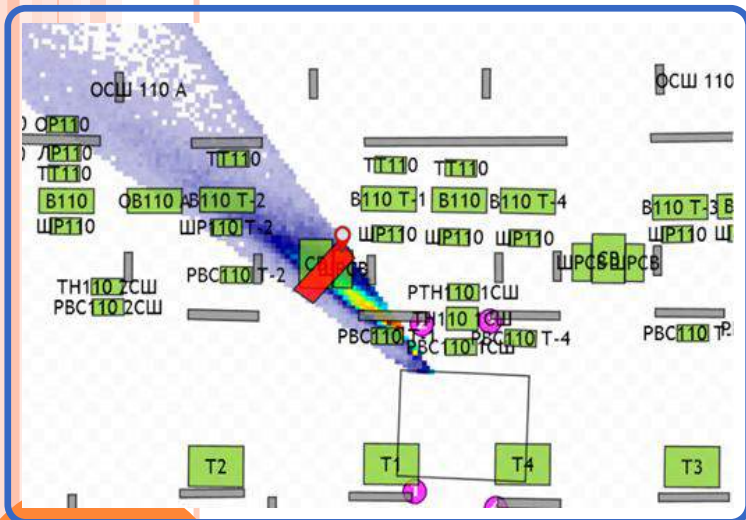 ОСШ 110 А
ОСШ 110
ОР110
ЛР110
ТТ110
ТТ110
ТТ110
ТТ110
В110
ОВ110 А
В110 Т-2
В110 Т-1
В110
В110 Т-4
В110 Т-3
ШР110
ШР110 Т-2
ШР110
ШР110
ШР110
ШР110
ШРСВ
СВ
ШРСВ
РВС110 Т-2
ТН110 2СШ
РВС110 2СШ
РТН110 1СШ
ТН110 1СШ
РВС110 Т-1
РВС110 1СШ
РВС110 Т-4
РВС110
Т2
Т1
Т4
Т3
1